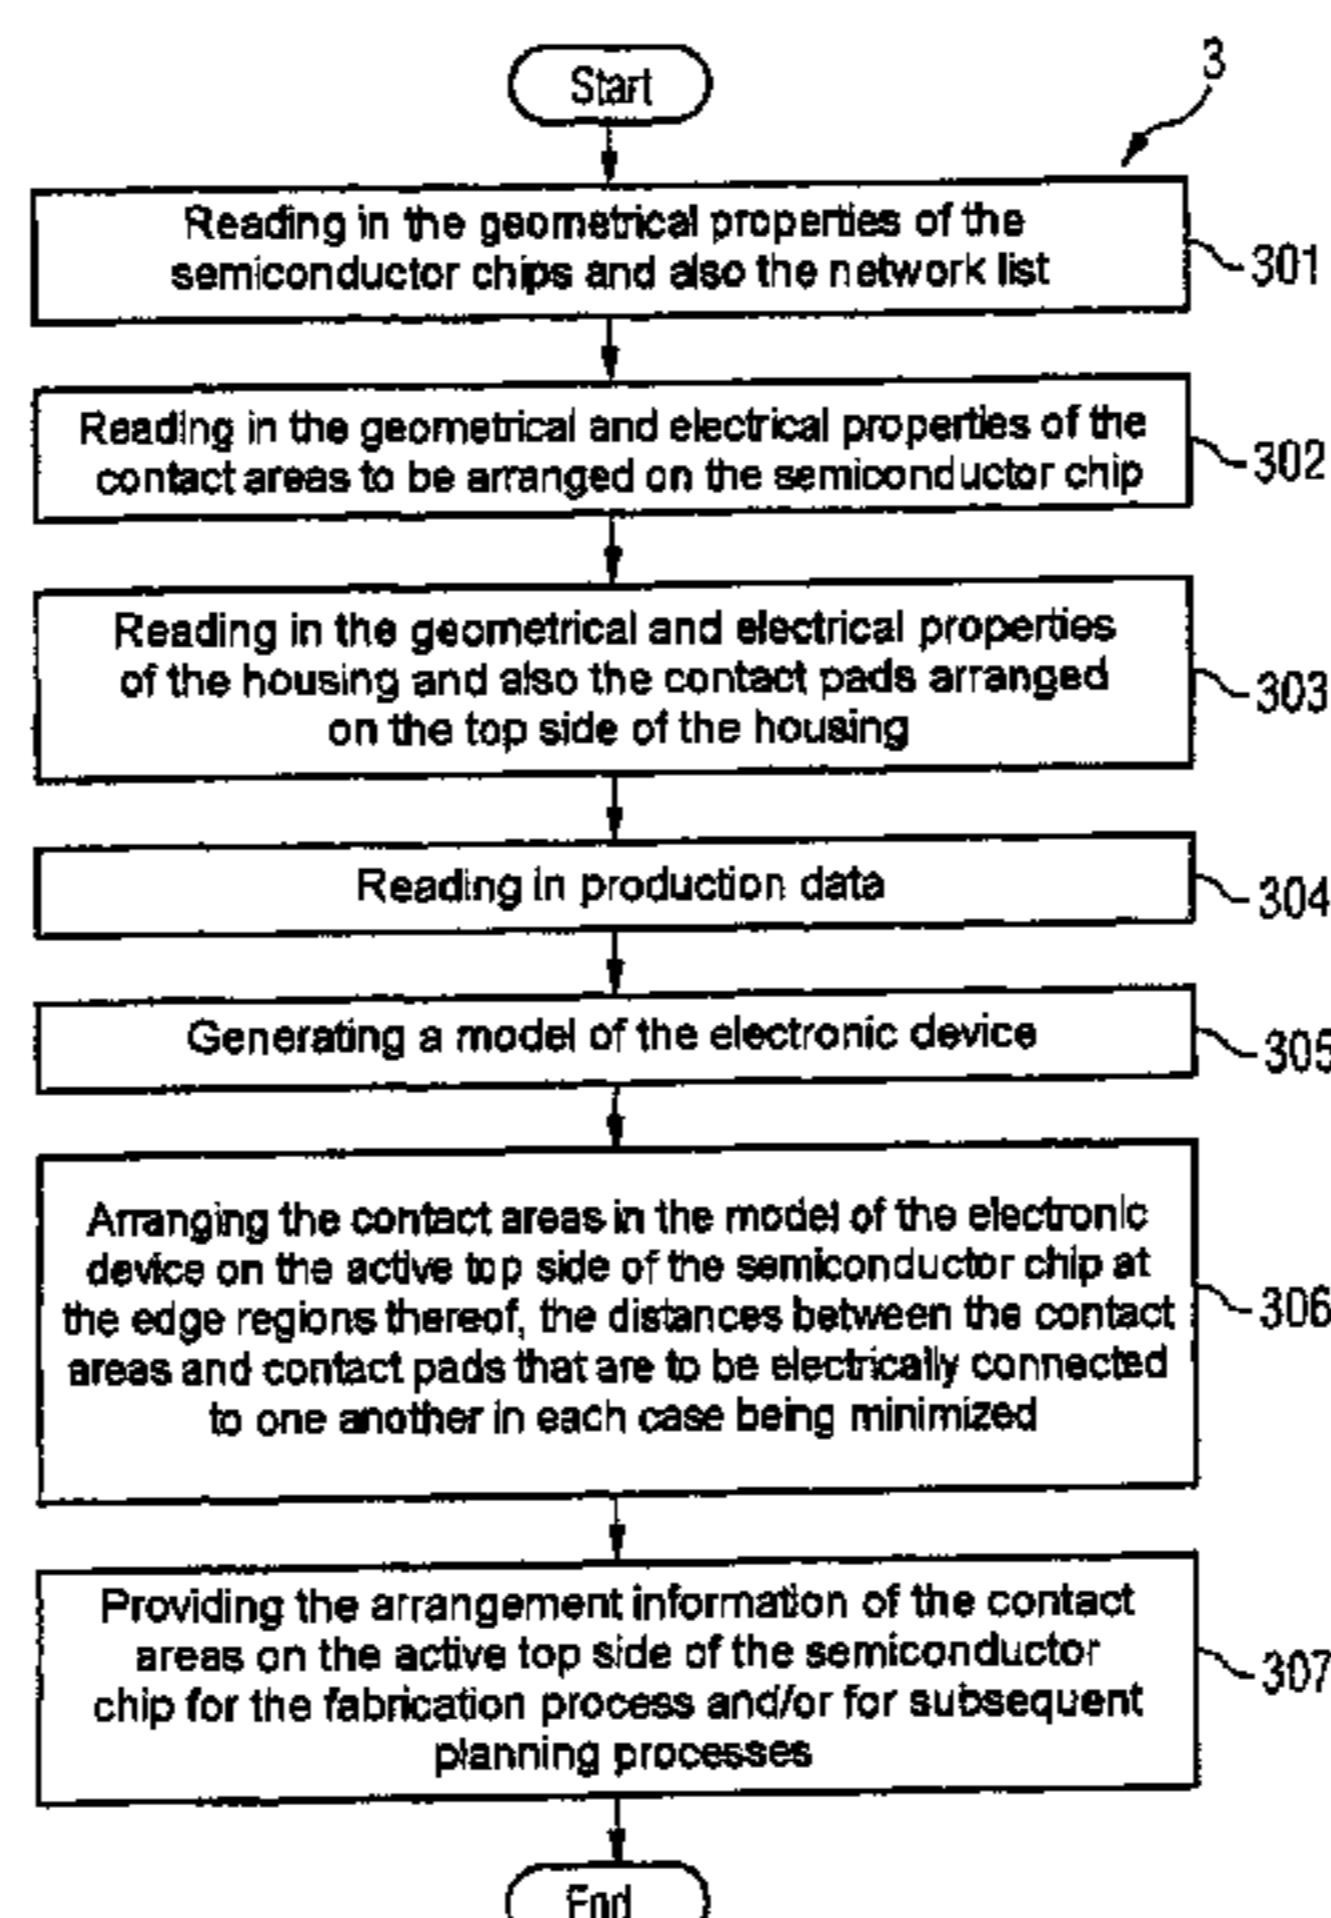 Start
3
Reading in the geometrical properties of the
semiconductor chips and also the network list
301
Reading in the geometrical and electrical properties of the
contact areas to be arranged on the semiconductor chip
302
Reading in the geometrical and electrical properties
of the housing and also the contact pads arranged
on the top side of the housing
303
Reading in production data
304
Generating a model of the electronic device
305
Arranging the contact areas in the model of the electronic
device on the active top side of the semiconductor chip at
the edge regions thereof, the distances between the contact
areas and contact pads that are to be electrically connected
to one another in each case being minimized
306
Providing the arrangement information of the contact
areas on the active top side of the semiconductor
chip for the fabrication process and/or for subsequent
planning processes
307
End